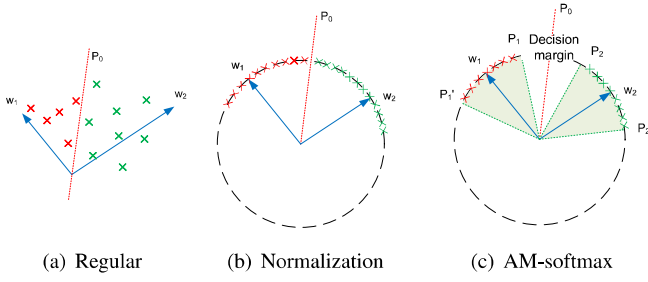 P0
w1
w2
P0
w1
w2
P0
P1
Decision
margin
P2
w1
w2
P1'
P2
(a) Regular
(b) Normalization
(c) AM-softmax